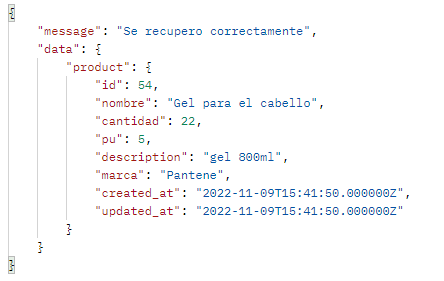 {
    "message": "Se recupero correctamente",
    "data": {
        "product": {
            "id": 54,
            "nombre": "Gel para el cabello",
            "cantidad": 22,
            "pu": 5,
            "description": "gel 800ml",
            "marca": "Pantene",
            "created_at": "2022-11-09T15:41:50.000000Z",
            "updated_at": "2022-11-09T15:41:50.000000Z"
        }
    }
}